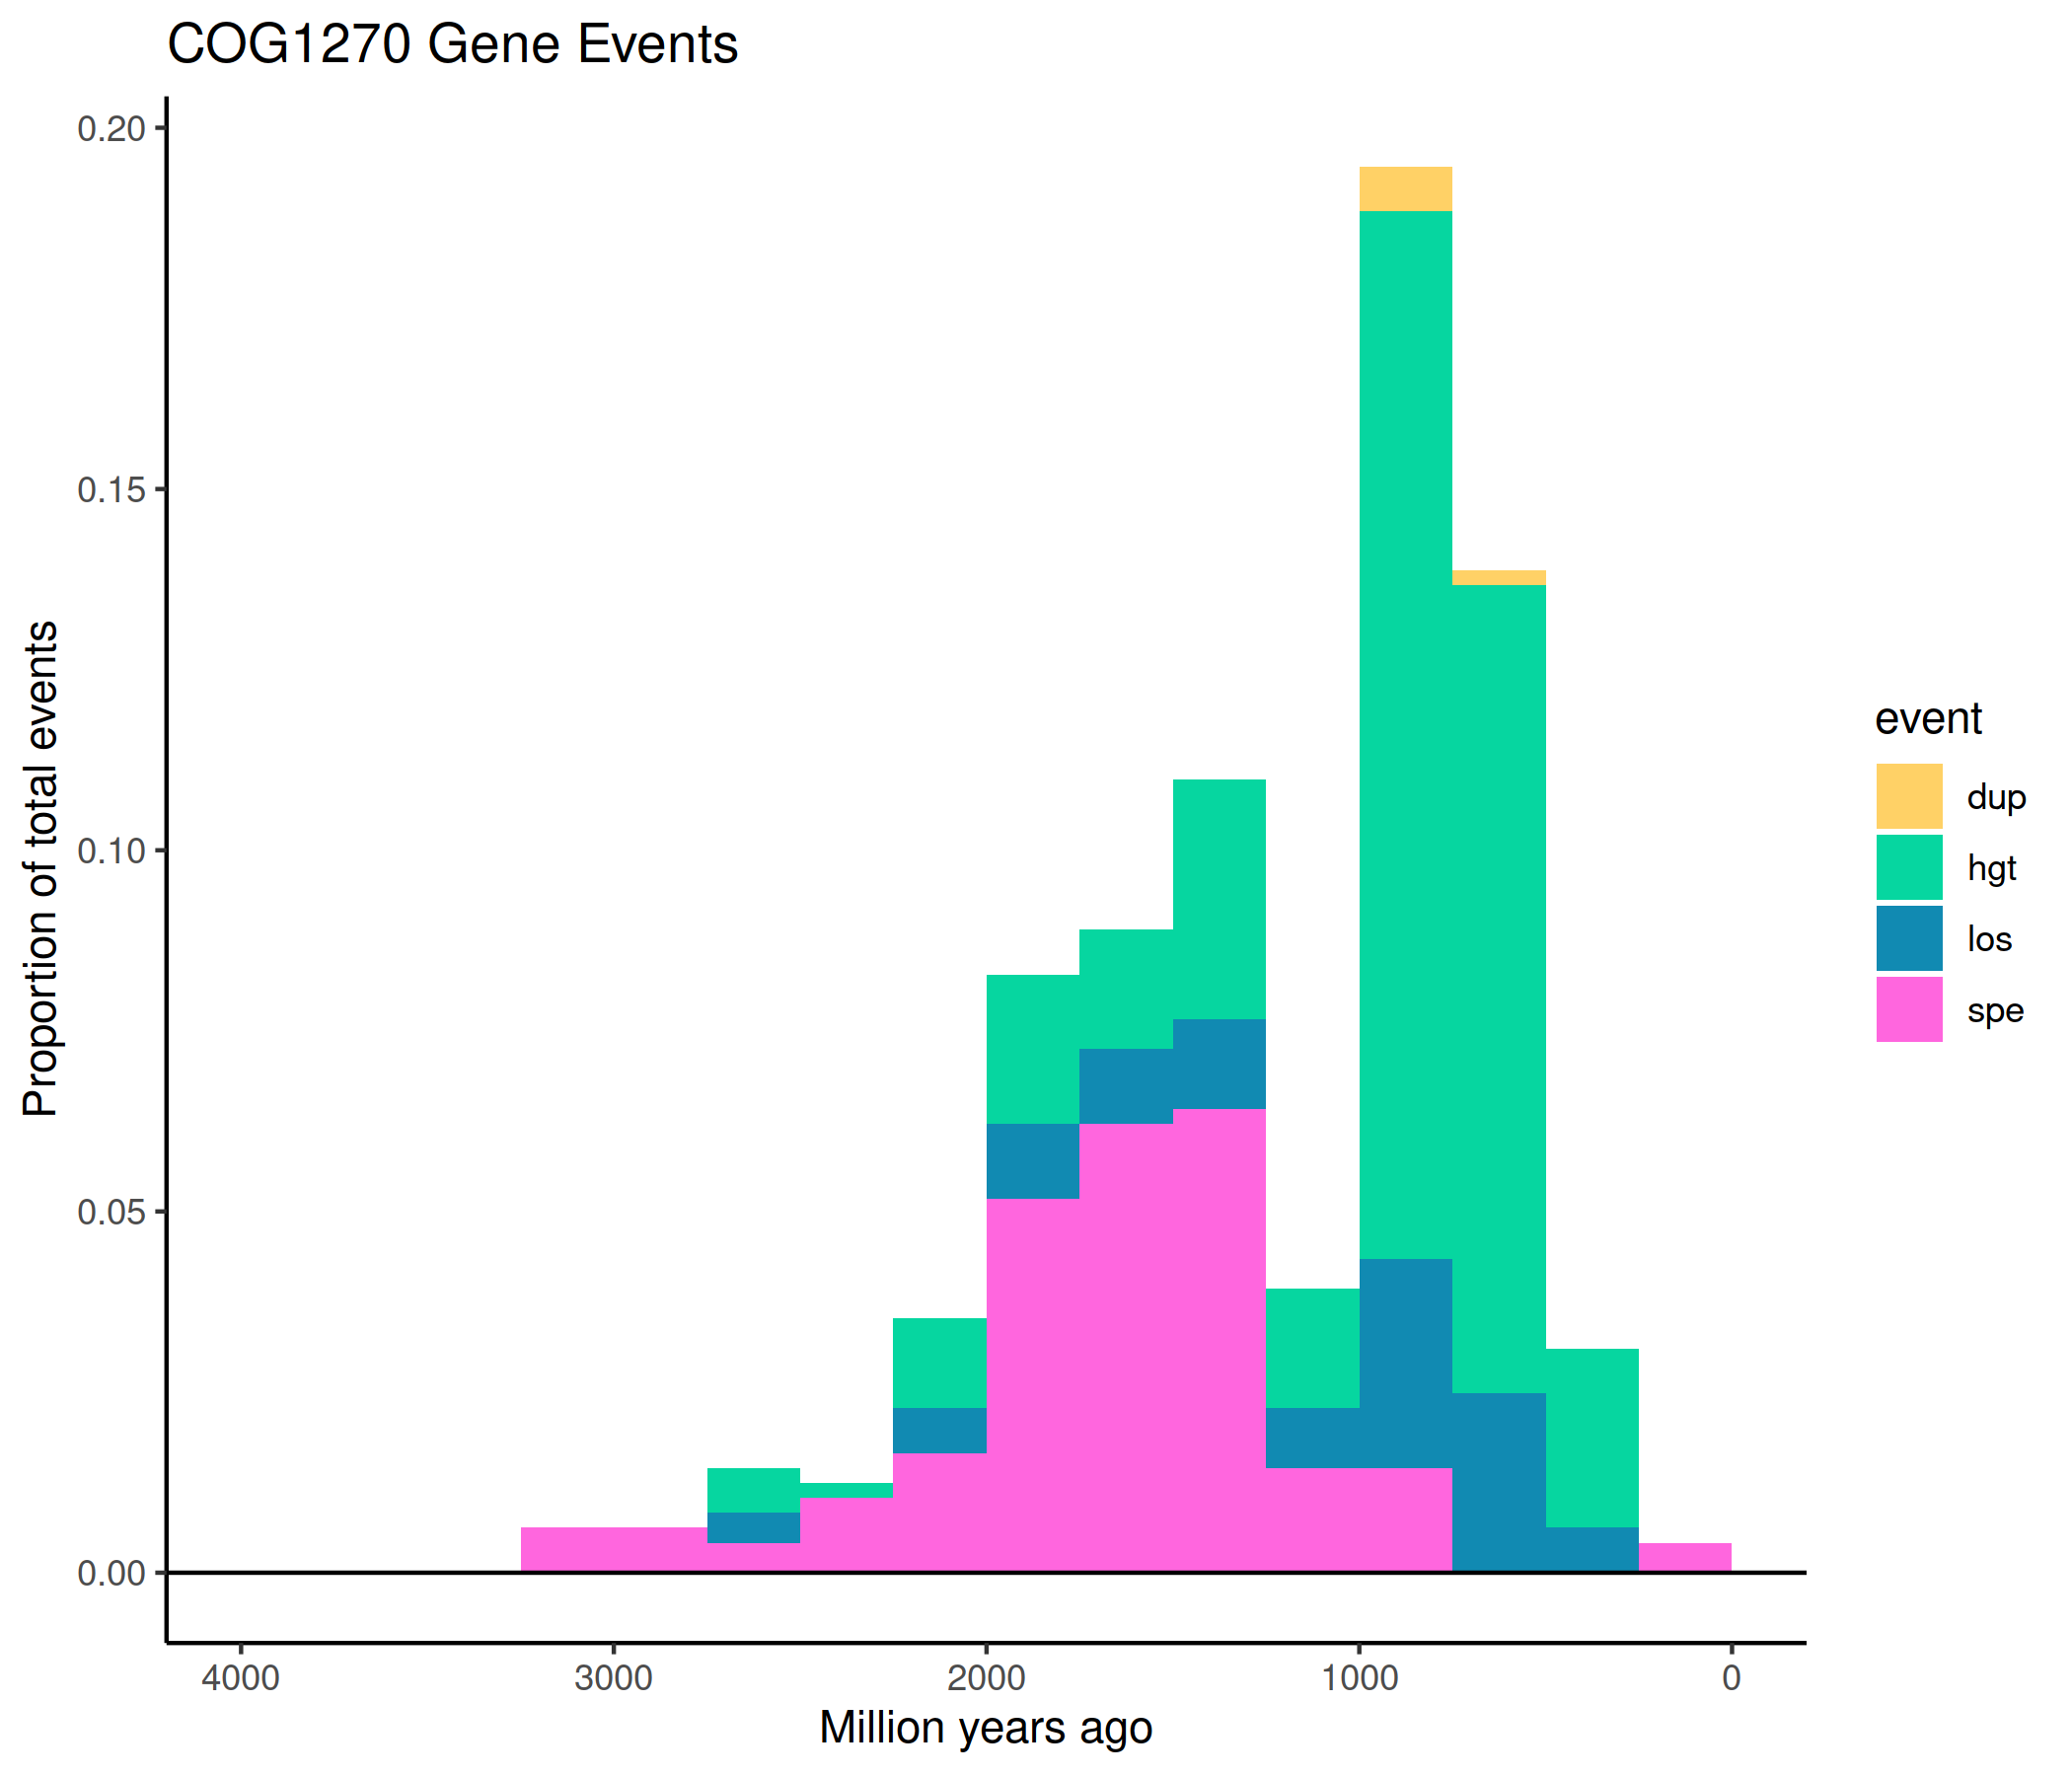 COG1270 Gene Events
0.20
0.15
0.10
0.05
0.00
Proportion of total events
4000 3000 2000 1000 0
Million years ago
event
dup
hgt
los
spe